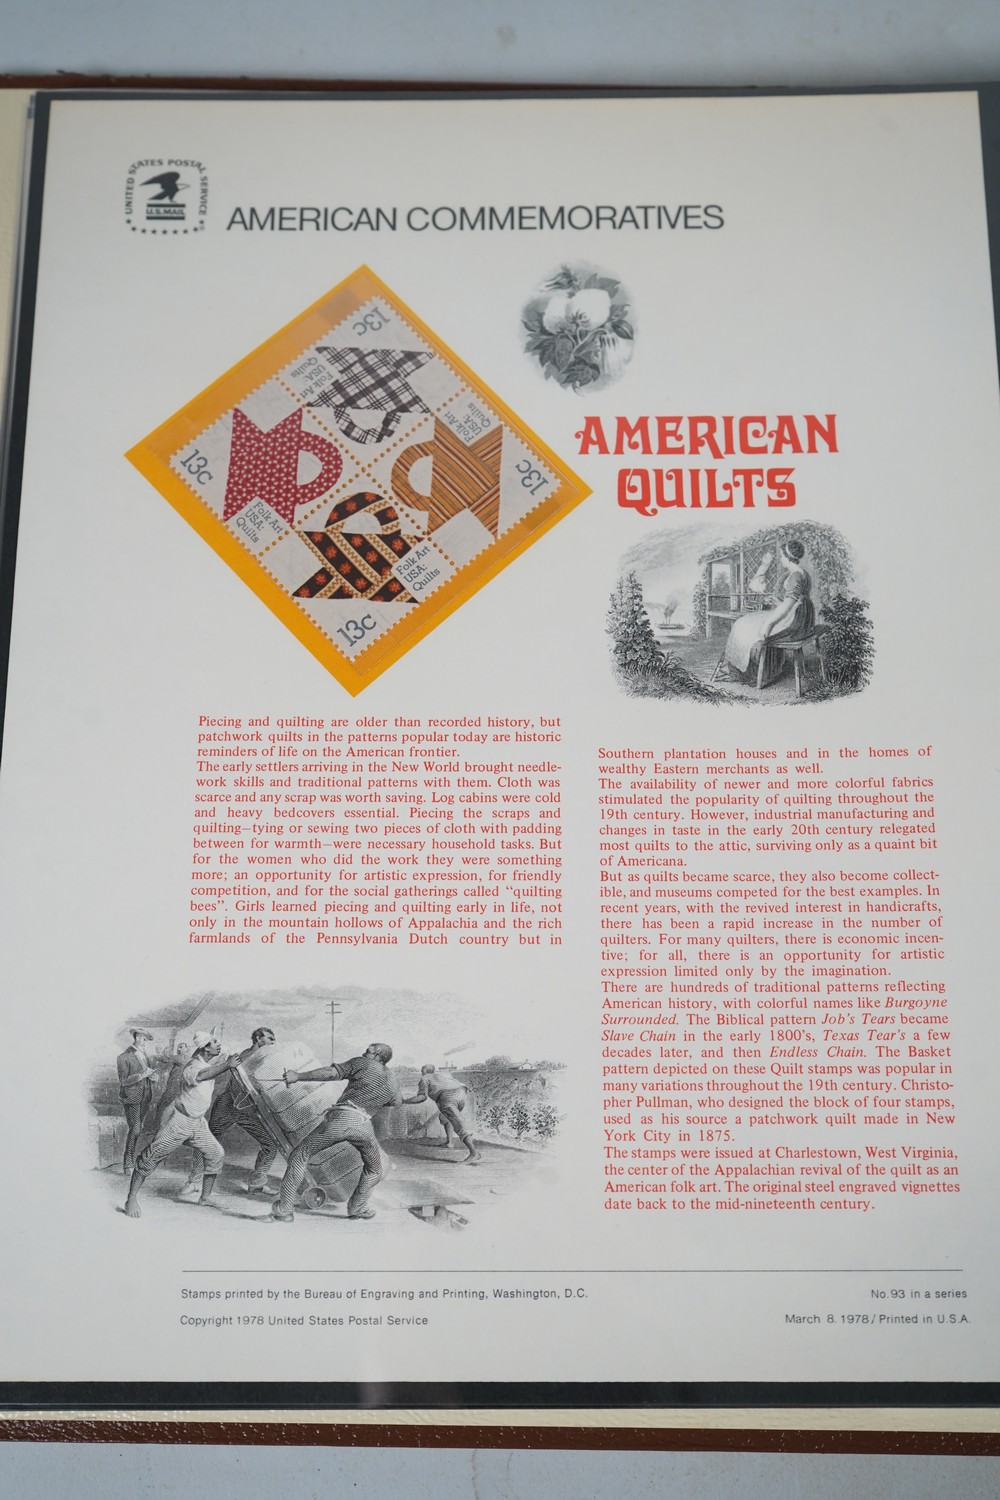 UNITED STATES POSTAL SERVICE
U.S.MAIL
AMERICAN COMMEMORATIVES
13c
Folk Art
USA:
Quilts
13c
Folk Art
USA:
Quilts
13c
Folk Art
USA:
Quilts
13c
Folk Art
USA:
Quilts
AMERICAN
QUILTS
Piecing and quilting are older than recorded history, but
patchwork quilts in the patterns popular today are historic
reminders of life on the American frontier.
The early settlers arriving in the New World brought needle-
work skills and traditional patterns with them. Cloth was
scarce and any scrap was worth saving. Log cabins were cold
and heavy bedcovers essential. Piecing the scraps and
quilting—tying or sewing two pieces of cloth with padding
between for warmth—were necessary household tasks. But
for the women who did the work they were something
more; an opportunity for artistic expression, for friendly
competition, and for the social gatherings called “quilting
bees”. Girls learned piecing and quilting early in life, not
only in the mountain hollows of Appalachia and the rich
farmlands of the Pennsylvania Dutch country but in
Southern plantation houses and in the homes of
wealthy Eastern merchants as well.
The availability of newer and more colorful fabrics
stimulated the popularity of quilting throughout the
19th century. However, industrial manufacturing and
changes in taste in the early 20th century relegated
most quilts to the attic, surviving only as a quaint bit
of Americana.
But as quilts became scarce, they also become collect-
ible, and museums competed for the best examples. In
recent years, with the revived interest in handicrafts,
there has been a rapid increase in the number of
quilters. For many quilters, there is economic incen-
tive; for all, there is an opportunity for artistic
expression limited only by the imagination.
There are hundreds of traditional patterns reflecting
American history, with colorful names like Burgoyne
Surrounded. The Biblical pattern Job's Tears became
Slave Chain in the early 1800's, Texas Tear's a few
decades later, and then Endless Chain. The Basket
pattern depicted on these Quilt stamps was popular in
many variations throughout the 19th century. Christo-
pher Pullman, who designed the block of four stamps,
used as his source a patchwork quilt made in New
York City in 1875.
The stamps were issued at Charlestown, West Virginia,
the center of the Appalachian revival of the quilt as an
American folk art. The original steel engraved vignettes
date back to the mid-nineteenth century.
Stamps printed by the Bureau of Engraving and Printing, Washington, D.C.
No.93 in a series
Copyright 1978 United States Postal Service
March 8. 1978/Printed in U.S.A.